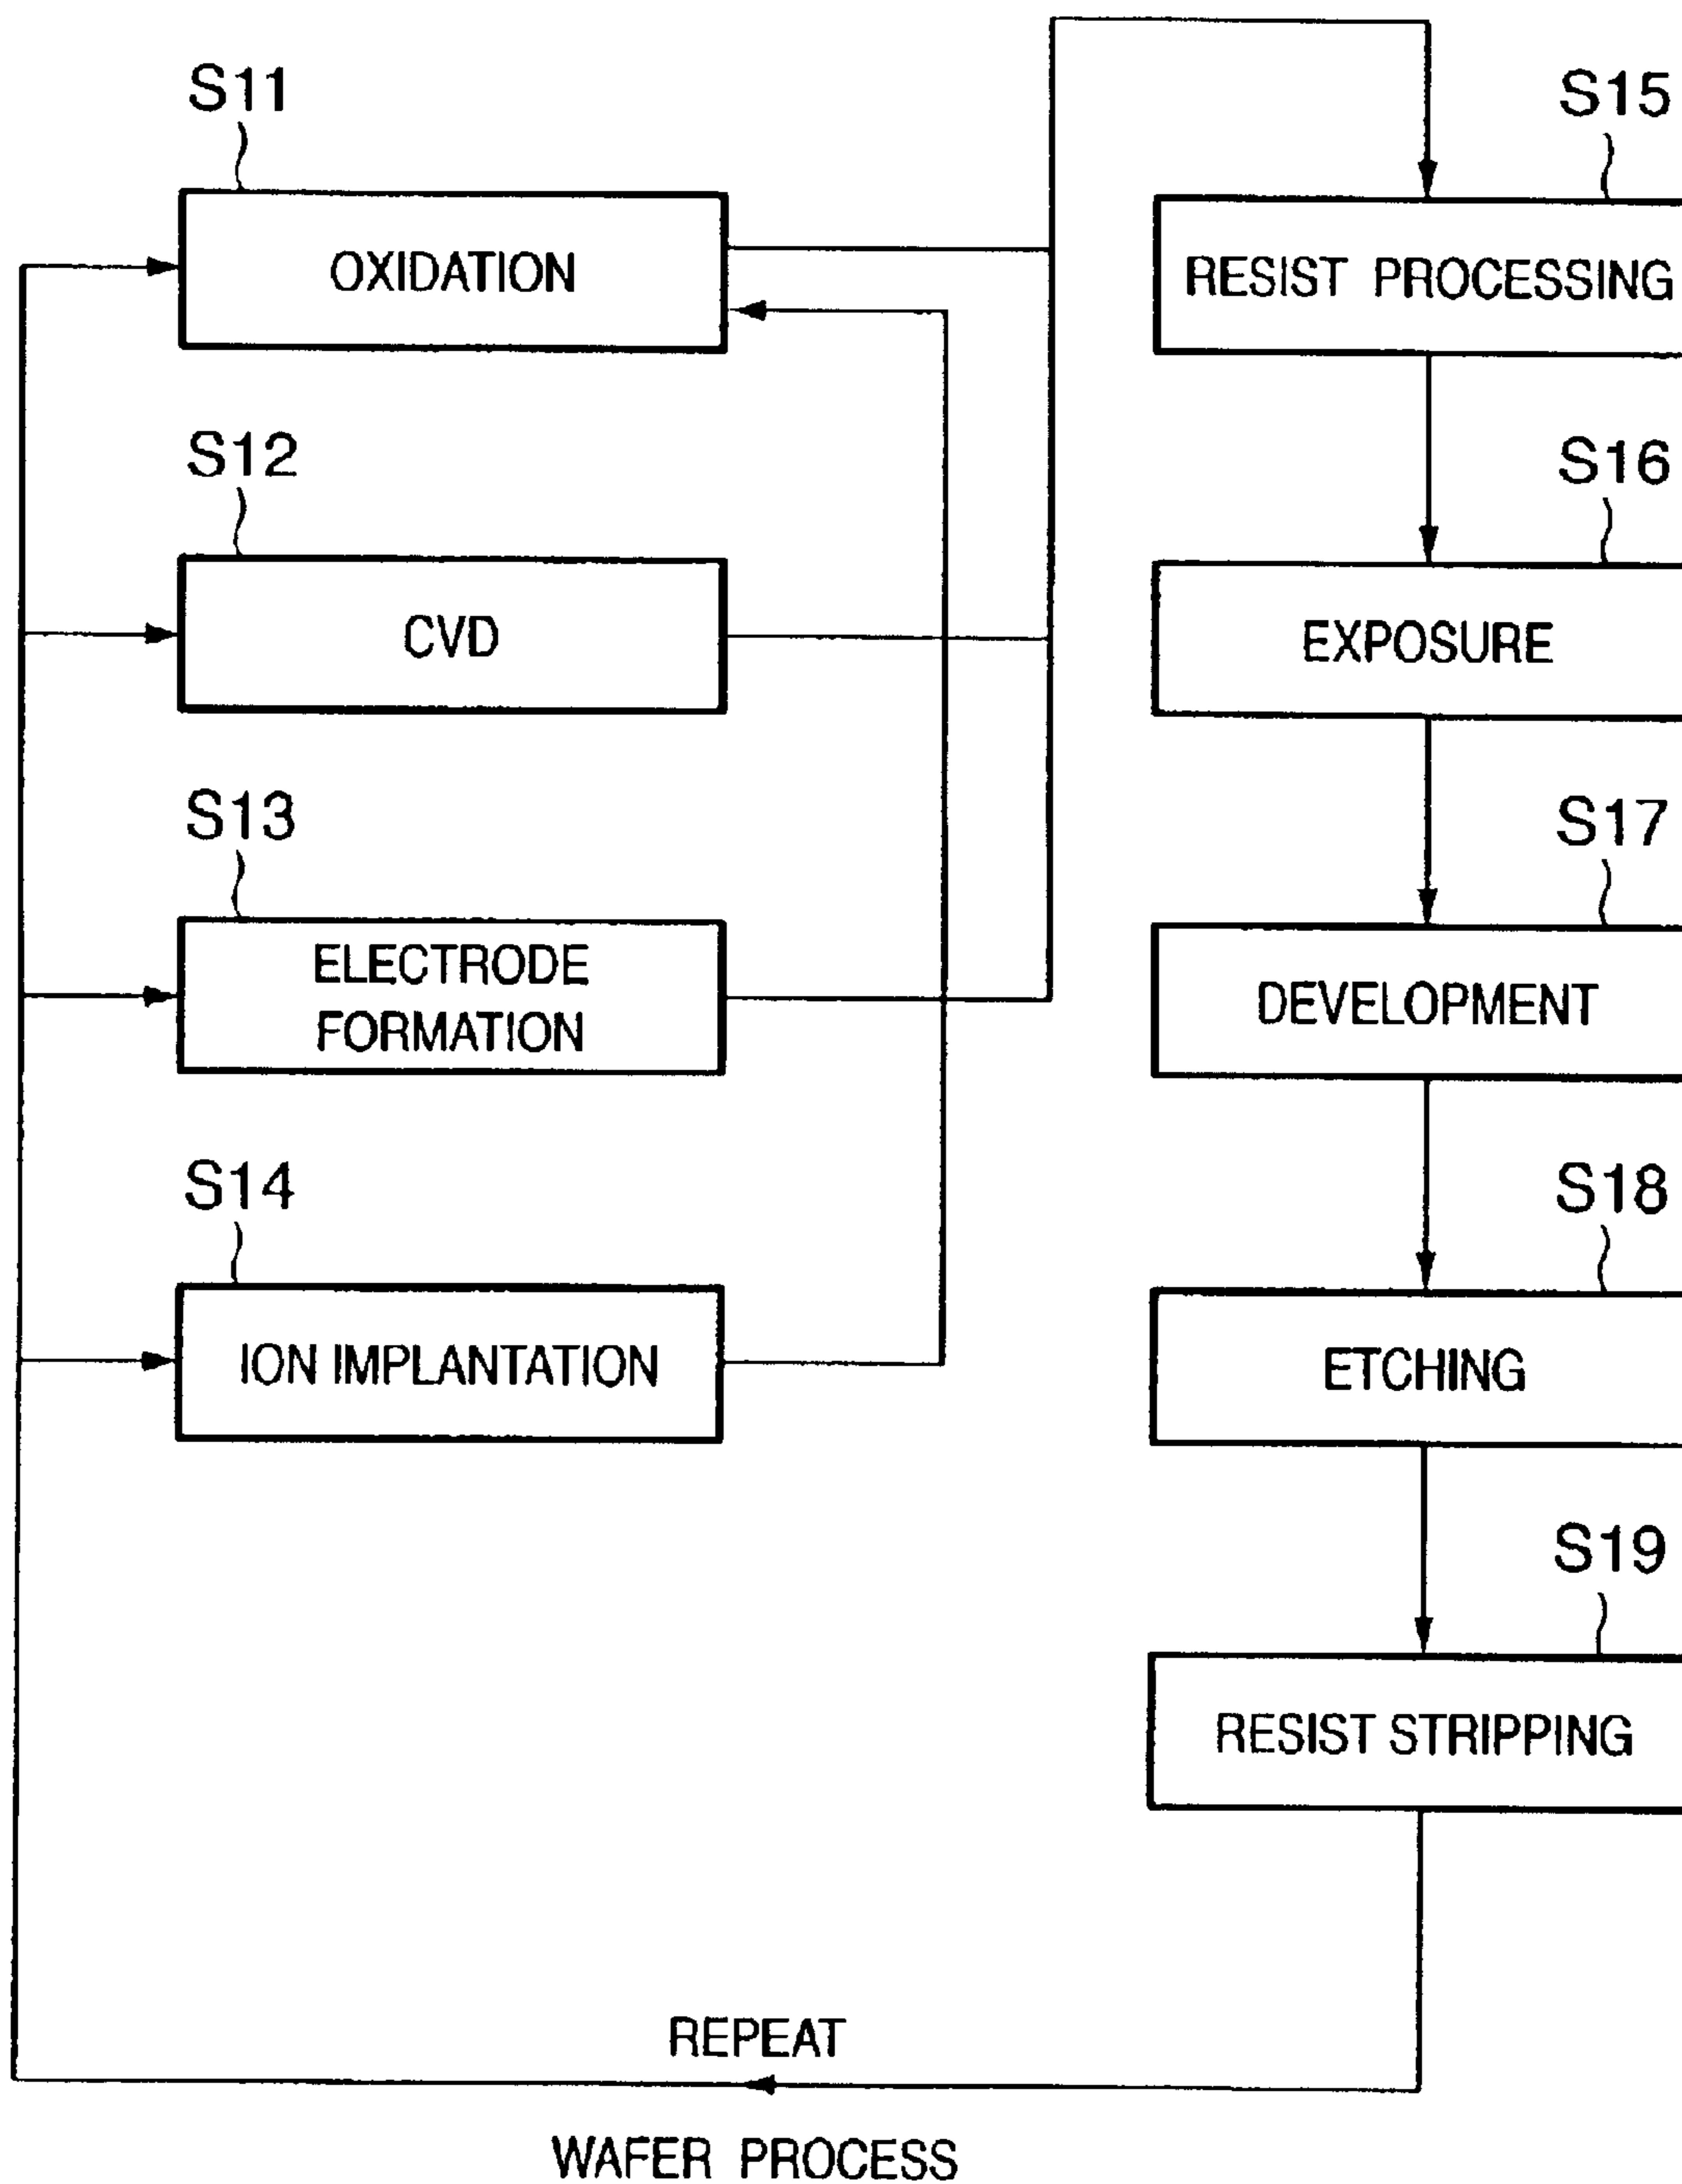 S11
OXIDATION
S12
CVD
S13
ELECTRODE
FORMATION
S14
ION IMPLANTATION
S15
RESIST PROCESSING
S16
EXPOSURE
S17
DEVELOPMENT
S18
ETCHING
S19
RESIST STRIPPING
REPEAT
WAFER PROCESS